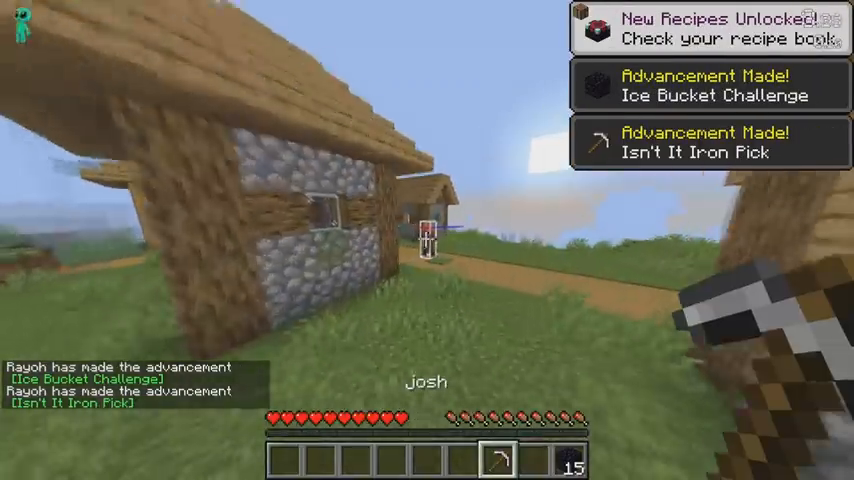 New Recipes Unlocked!
Check your recipe book
Advancement Made!
Ice Bucket Challenge
Advancement Made!
Isn't It Iron Pick
Rayoh has made the advancement
[Ice Bucket Challenge]
Rayoh has made the advancement
[Isn't It Iron Pick]
josh
15